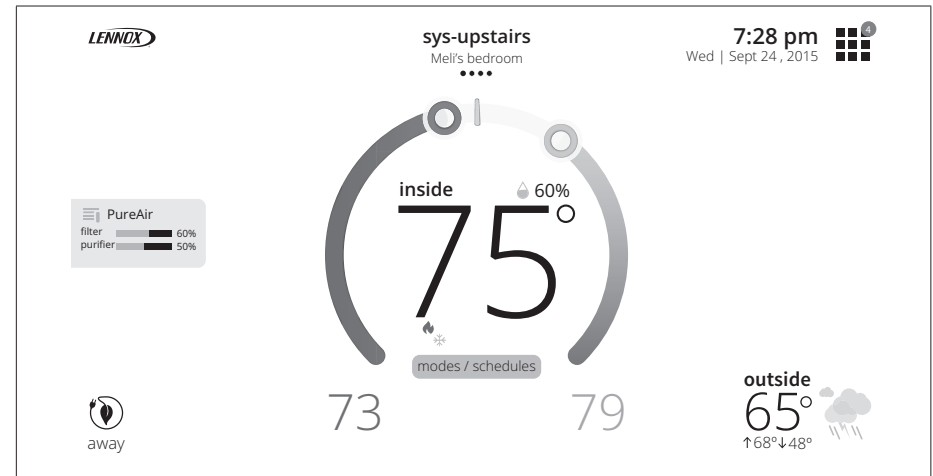 LENNOX
sys-upstairs
Meli's bedroom
7:28 pm
Wed | Sept 24 , 2015
4
inside
60%
75°
PureAir
filter 60%
purifier 50%
modes / schedules
73
79
away
outside
65°
↑68°↓48°